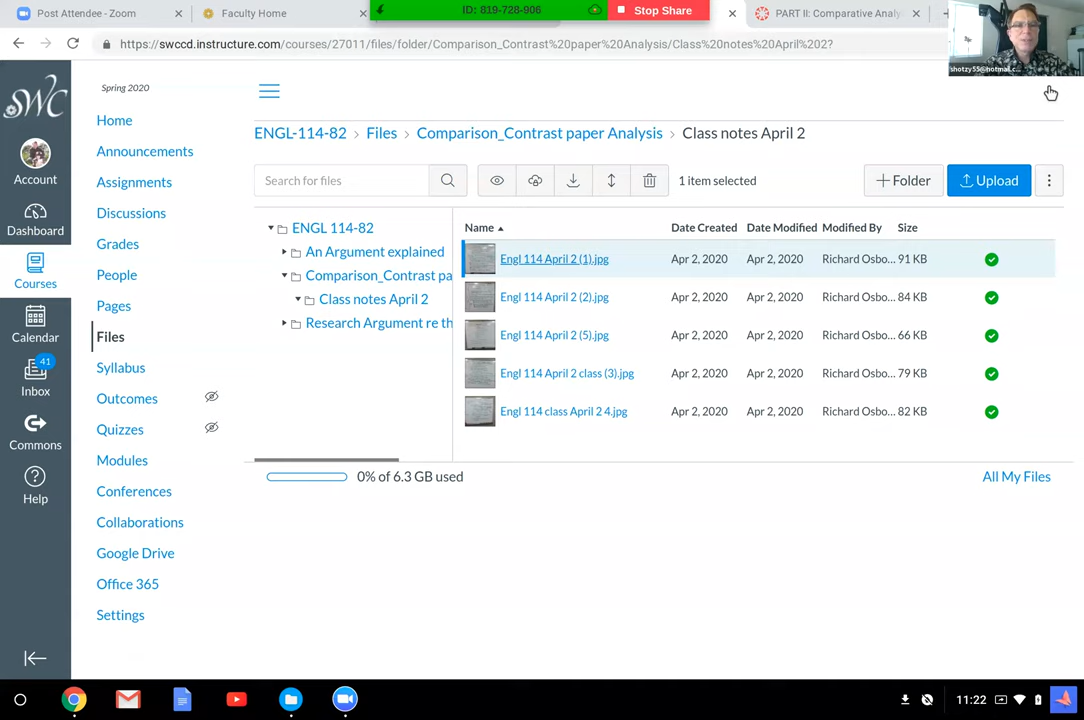 Post Attendee - Zoom
Faculty Home
ID: 819-728-906
Stop Share
PART II: Comparative Analy
https://swccd.instructure.com/courses/27011/files/folder/Comparison_Contrast%20paper%20Analysis/Class%20notes%20April%202?
shotzy55@hotmail.c...
SWC
Spring 2020
ENGL-114-82 > Files > Comparison_Contrast paper Analysis > Class notes April 2
Search for files
1 item selected
+ Folder
Upload
Account
Dashboard
Courses
Calendar
41
Inbox
Commons
Help
Home
Announcements
Assignments
Discussions
Grades
People
Pages
Files
Syllabus
Outcomes
Quizzes
Modules
Conferences
Collaborations
Google Drive
Office 365
Settings
ENGL 114-82
An Argument explained
Comparison_Contrast pa
Class notes April 2
Research Argument re th
Name Date Created Date Modified Modified By Size
Engl 114 April 2 (1).jpg Apr 2, 2020 Apr 2, 2020 Richard Osbo... 91 KB
Engl 114 April 2 (2).jpg Apr 2, 2020 Apr 2, 2020 Richard Osbo... 84 KB
Engl 114 April 2 (5).jpg Apr 2, 2020 Apr 2, 2020 Richard Osbo... 66 KB
Engl 114 April 2 class (3).jpg Apr 2, 2020 Apr 2, 2020 Richard Osbo... 79 KB
Engl 114 class April 2 4.jpg Apr 2, 2020 Apr 2, 2020 Richard Osbo... 82 KB
0% of 6.3 GB used
All My Files
11:22